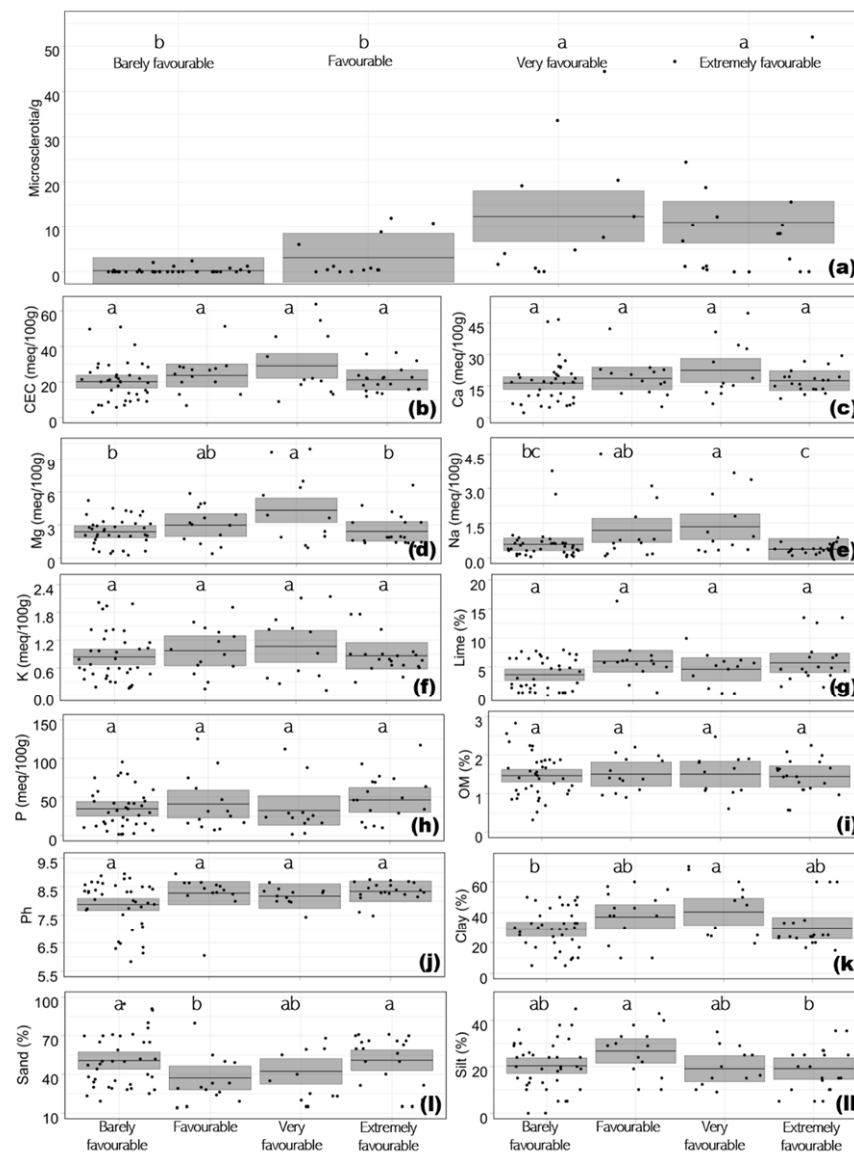 b b a a
Barely favourable Favourable Very favourable Extremely favourable
Microsclerotia/g
50
40
30
20
10
0
(a)
a a a a
CEC (meq/100g)
60
45
30
15
0
(b)
a a a a
Ca (meq/100g)
45
30
15
0
(c)
b ab a b
Mg (meq/100g)
9
6
3
0
(d)
bc ab a c
Na (meq/100g)
4.5
3.0
1.5
0.0
(e)
a a a a
K (meq/100g)
2.4
1.8
1.2
0.6
0.0
(f)
a a a a
Lime (%)
20
15
10
5
0
(g)
a a a a
P (meq/100g)
150
100
50
0
(h)
a a a a
OM (%)
3
2
1
0
(i)
a a a a
Ph
9.5
8.5
7.5
6.5
5.5
(j)
b ab a ab
Clay (%)
60
40
20
0
(k)
a b ab a
Sand (%)
100
70
40
10
(l)
ab a ab b
Silt (%)
40
20
0
(ll)
Barely favourable Favourable Very favourable Extremely favourable
Barely favourable Favourable Very favourable Extremely favourable